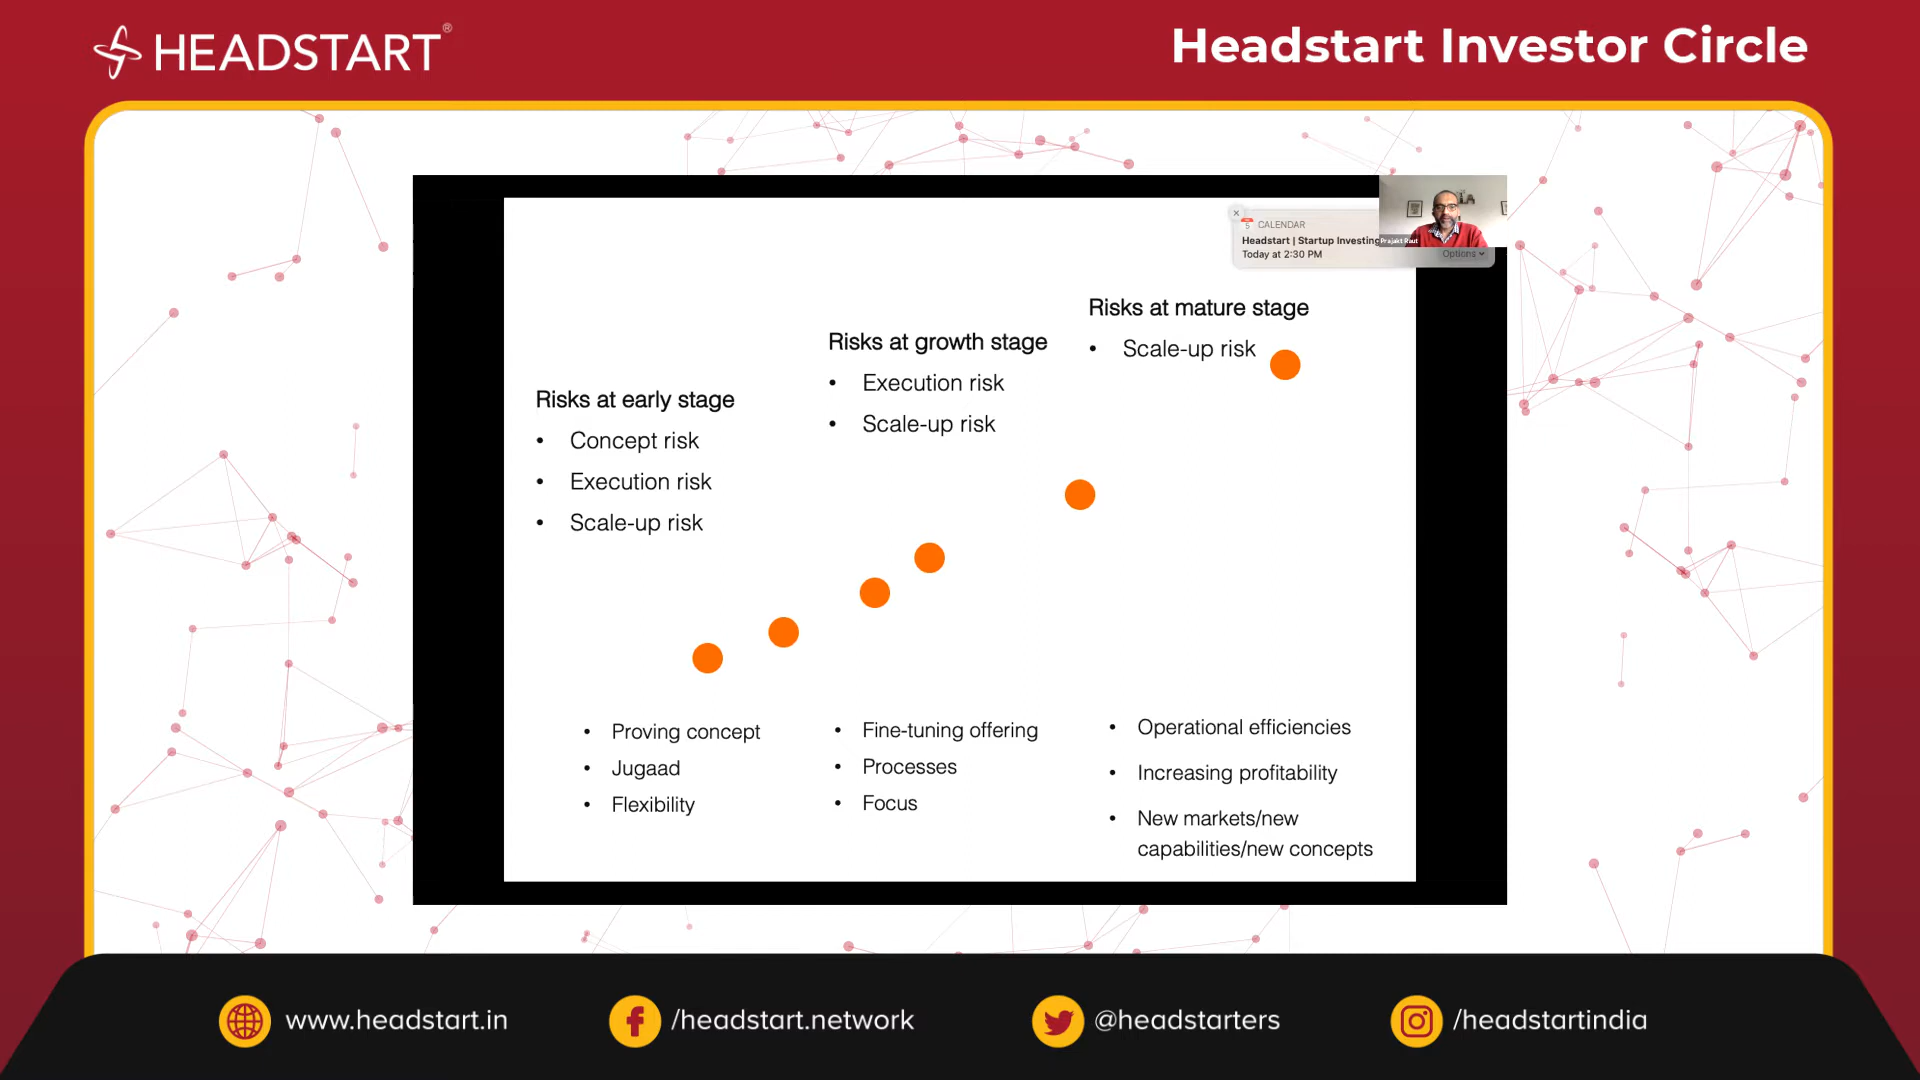 HEADSTART®
Headstart Investor Circle
CALENDAR
5
Headstart | Startup Investing
Today at 2:30 PM
Options
Prajakt Raut
Risks at early stage
• Concept risk
• Execution risk
• Scale-up risk
Risks at growth stage
• Execution risk
• Scale-up risk
Risks at mature stage
• Scale-up risk
• Proving concept
• Jugaad
• Flexibility
• Fine-tuning offering
• Processes
• Focus
• Operational efficiencies
• Increasing profitability
• New markets/new
capabilities/new concepts
www.headstart.in
/headstart.network
@headstarters
/headstartindia